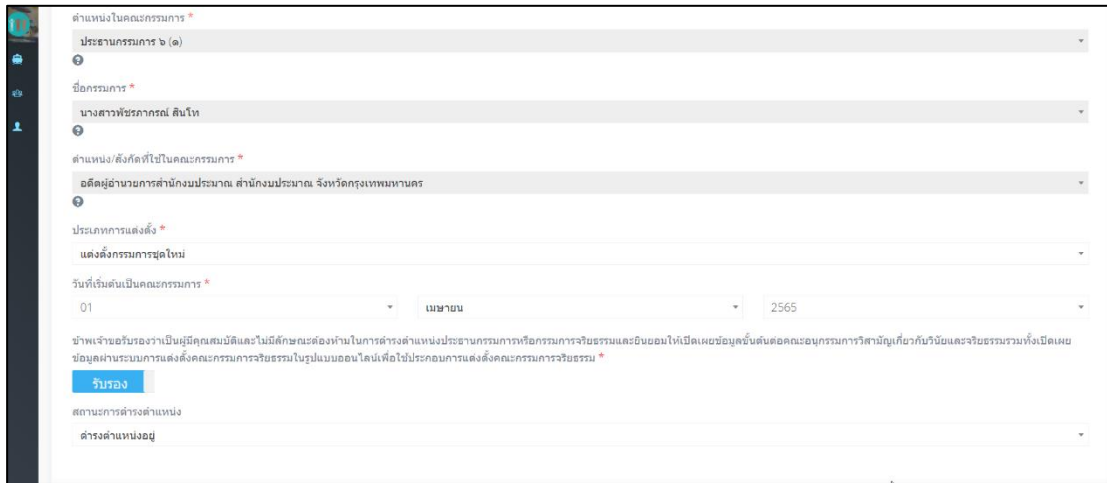 ตำแหน่งในคณะกรรมการ *
ประธานกรรมการ ๖ (๑)
ชื่อกรรมการ *
นางสาวพัชรภากรณ์ สินโท
ตำแหน่ง/สังกัดที่ใช้ในคณะกรรมการ *
อดีตผู้อำนวยการสำนักงบประมาณ สำนักงบประมาณ จังหวัดกรุงเทพมหานคร
ประเภทการแต่งตั้ง *
แต่งตั้งกรรมการชุดใหม่
วันที่เริ่มต้นเป็นคณะกรรมการ *
01 เมษายน 2565
ข้าพเจ้าขอรับรองว่าเป็นผู้มีคุณสมบัติและไม่มีลักษณะต้องห้ามในการดำรงตำแหน่งประธานกรรมการหรือกรรมการจริยธรรมและยินยอมให้เปิดเผยข้อมูลขั้นต้นต่อคณะอนุกรรมการวิสามัญเกี่ยวกับวินัยและจริยธรรมรวมทั้งเปิดเผย
ข้อมูลผ่านระบบการแต่งตั้งคณะกรรมการจริยธรรมในรูปแบบออนไลน์เพื่อใช้ประกอบการแต่งตั้งคณะกรรมการจริยธรรม *
รับรอง
สถานะการดำรงตำแหน่ง
ดำรงตำแหน่งอยู่